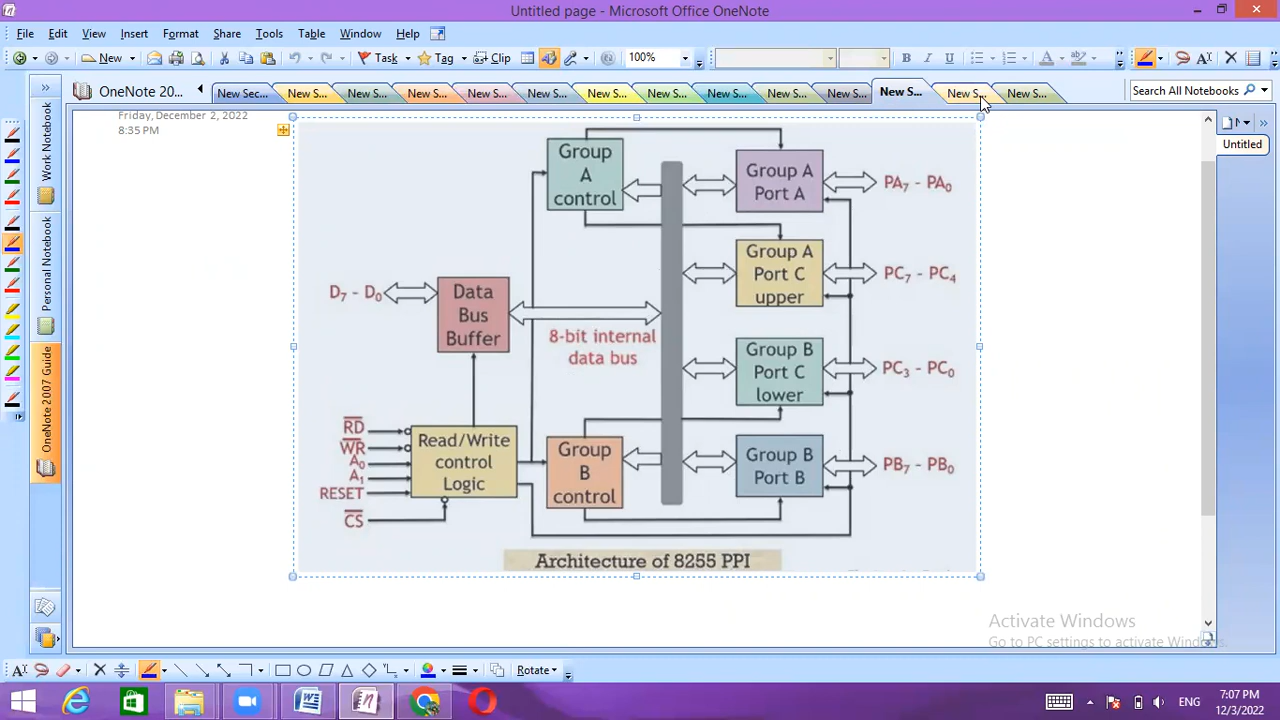 Untitled page - Microsoft Office OneNote
File Edit View Insert Format Share Tools Table Window Help
New Task Tag Clip 100% B I U
OneNote 20... New Sec... New S... New S... New S... New S... New S... New S... New S... New S... New S... New S... New S... New S... New S... Search All Notebooks
Untitled
Work Notebook
Personal Notebook
OneNote 2007 Guide
Friday, December 2, 2022
8:35 PM
Group
A
control
Group A
Port A
PA7 - PA0
Group A
Port C
upper
PC7 - PC4
D7 - D0
Data
Bus
Buffer
8-bit internal
data bus
Group B
Port C
lower
PC3 - PC0
R̅D̅
W̅R̅
A0
A1
RESET
C̅S̅
Read/Write
control
Logic
Group
B
control
Group B
Port B
PB7 - PB0
Architecture of 8255 PPI
Activate Windows
Go to PC settings to activate Windows.
Rotate
ENG
7:07 PM
12/3/2022